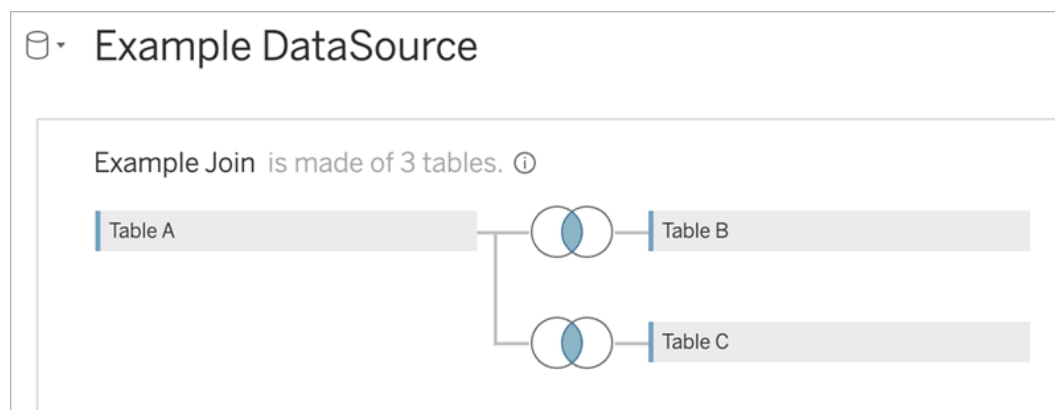 Example DataSource
Example Join is made of 3 tables.
Table A
Table B
Table C